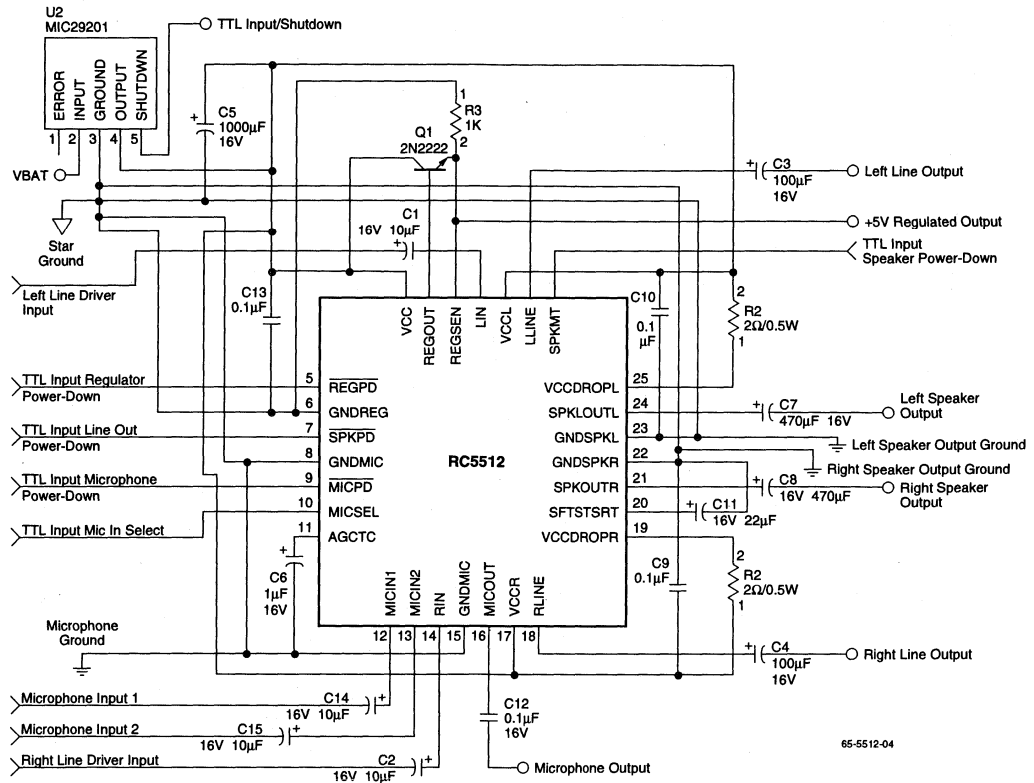 U2
MIC29201
TTL Input/Shutdown
ERROR
INPUT
GROUND
OUTPUT
SHUTDWN
1 2 3 4 5
VBAT
+ C5
1000µF
16V
1
R3
1K
2
Q1
2N2222
+ C3
100µF
16V
Left Line Output
+5V Regulated Output
TTL Input
Speaker Power-Down
Star
Ground
C1
16V 10µF
+
Left Line Driver
Input
C13
0.1µF
C10
0.1
µF
2
R2
2Ω/0.5W
1
VCC
REGOUT
REGSEN
LIN
VCCL
LLINE
SPKMT
TTL Input Regulator
Power-Down
5 REGPD
6 GNDREG
TTL Input Line Out
Power-Down
7 SPKPD
8 GNDMIC
TTL Input Microphone
Power-Down
9 MICPD
10 MICSEL
TTL Input Mic In Select
11 AGCTC
RC5512
VCCDROPL 25
SPKLOUTL 24
GNDSPKL 23
GNDSPKR 22
SPKOUTR 21
SFTSTSRT 20
VCCDROPR 19
+ C7
470µF 16V
Left Speaker
Output
Left Speaker Output Ground
Right Speaker Output Ground
+ C8
16V 470µF
Right Speaker
Output
+ C11
16V 22µF
C9
0.1µF
2
R2
2Ω/0.5W
1
+
C6
1µF
16V
MICIN1
MICIN2
RIN
GNDMIC
MICOUT
VCCR
RLINE
12 13 14 15 16 17 18
Microphone
Ground
+ C4
100µF
16V
Right Line Output
Microphone Input 1
C14 +
16V 10µF
Microphone Input 2
C15 +
16V 10µF
Right Line Driver Input
C2 +
16V 10µF
C12
0.1µF
16V
Microphone Output
65-5512-04